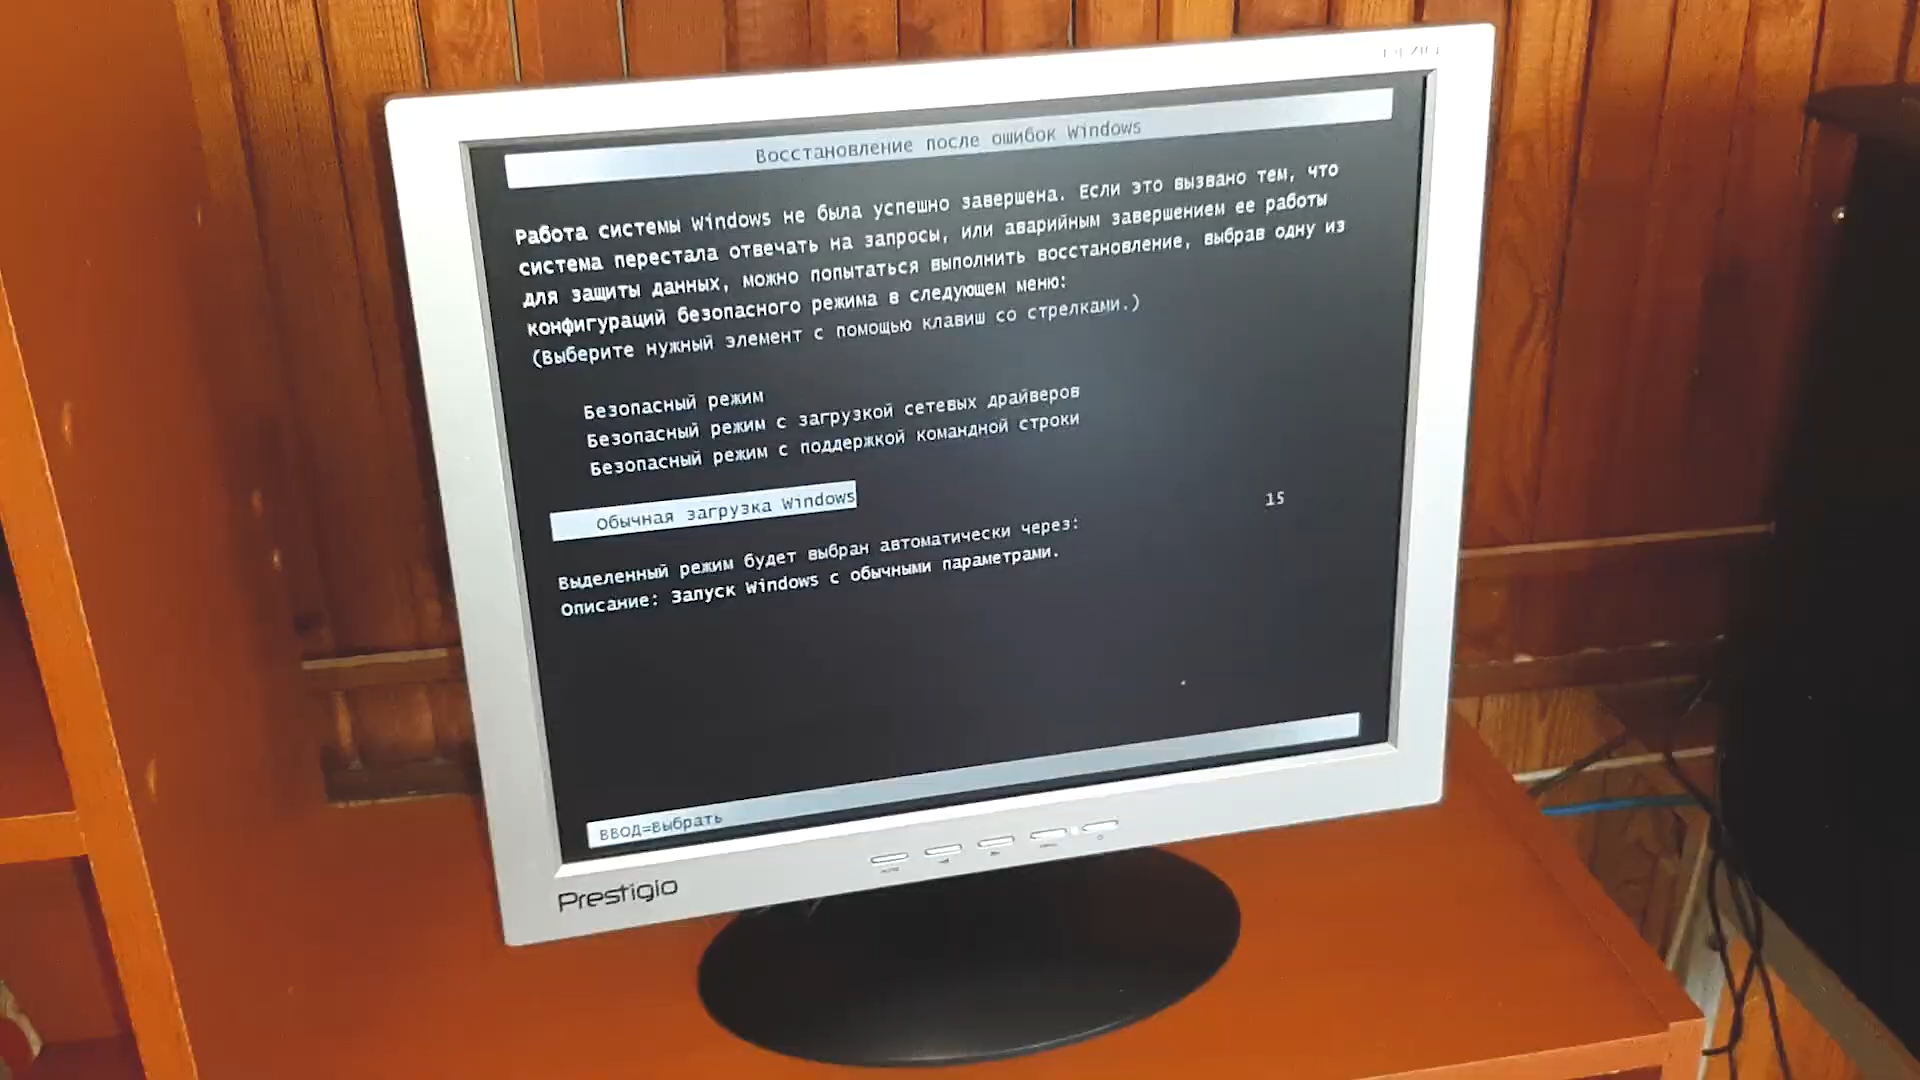 Восстановление после ошибок Windows
Работа системы Windows не была успешно завершена. Если это вызвано тем, что
система перестала отвечать на запросы, или аварийным завершением ее работы
для защиты данных, можно попытаться выполнить восстановление, выбрав одну из
конфигураций безопасного режима в следующем меню:
(Выберите нужный элемент с помощью клавиш со стрелками.)
Безопасный режим
Безопасный режим с загрузкой сетевых драйверов
Безопасный режим с поддержкой командной строки
Обычная загрузка Windows
15
Выделенный режим будет выбран автоматически через:
Описание: Запуск Windows с обычными параметрами.
ВВОД=Выбрать
Prestigio